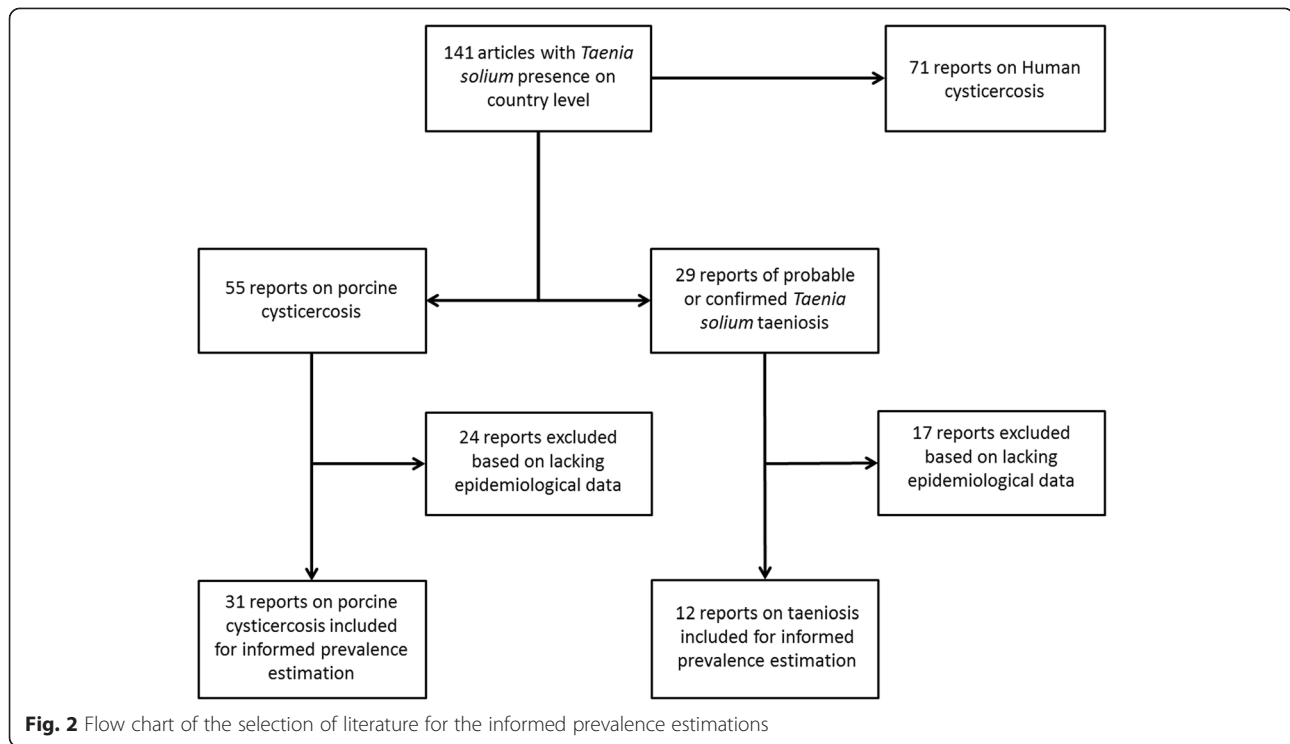 141 articles with Taenia
solium presence on
country level
71 reports on Human
cysticercosis
55 reports on porcine
cysticercosis
29 reports of probable
or confirmed Taenia
solium taeniosis
24 reports excluded
based on lacking
epidemiological data
17 reports excluded
based on lacking
epidemiological data
31 reports on porcine
cysticercosis included
for informed prevalence
estimation
12 reports on taeniosis
included for informed
prevalence estimation
Fig. 2 Flow chart of the selection of literature for the informed prevalence estimations